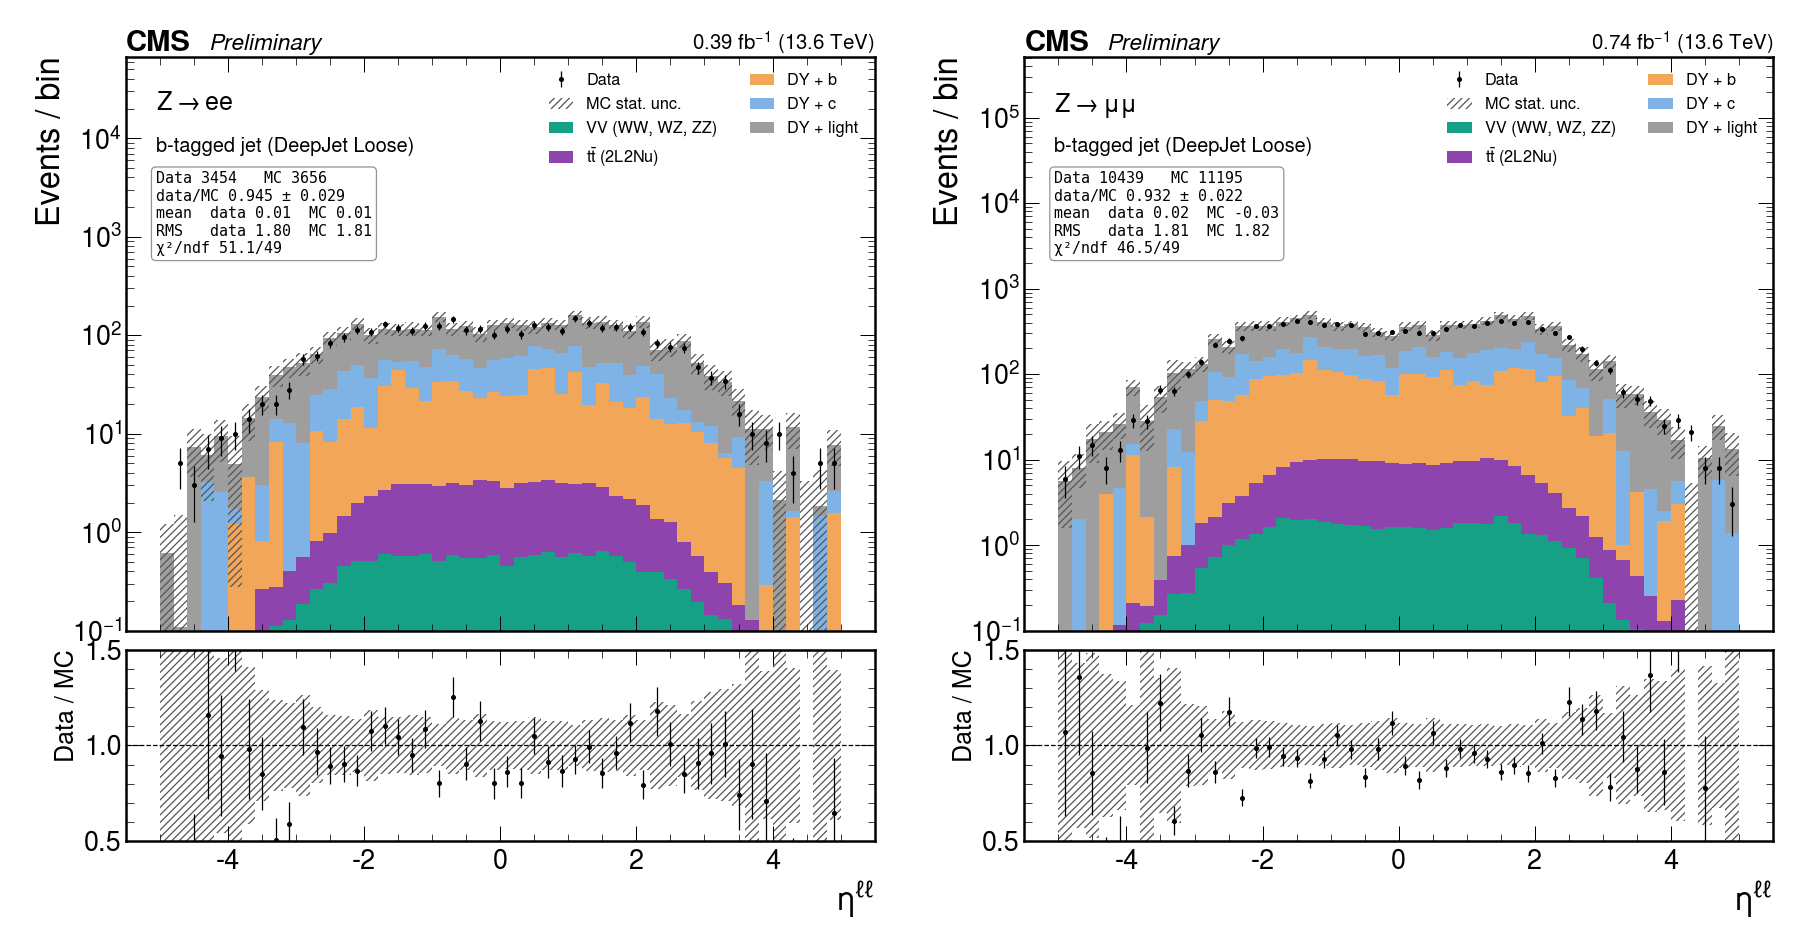 CMS Preliminary 0.39 fb⁻¹ (13.6 TeV)
Events / bin
Z → ee
b-tagged jet (DeepJet Loose)
Data 3454 MC 3656
data/MC 0.945 ± 0.029
mean data 0.01 MC 0.01
RMS data 1.80 MC 1.81
χ²/ndf 51.1/49
Data
MC stat. unc.
VV (WW, WZ, ZZ)
tt̄ (2L2Nu)
DY + b
DY + c
DY + light
10⁴
10³
10²
10¹
10⁰
10⁻¹
Data / MC
1.5
1.0
0.5
-4 -2 0 2 4
η^ℓℓ
CMS Preliminary 0.74 fb⁻¹ (13.6 TeV)
Events / bin
Z → μμ
b-tagged jet (DeepJet Loose)
Data 10439 MC 11195
data/MC 0.932 ± 0.022
mean data 0.02 MC -0.03
RMS data 1.81 MC 1.82
χ²/ndf 46.5/49
Data
MC stat. unc.
VV (WW, WZ, ZZ)
tt̄ (2L2Nu)
DY + b
DY + c
DY + light
10⁵
10⁴
10³
10²
10¹
10⁰
10⁻¹
Data / MC
1.5
1.0
0.5
-4 -2 0 2 4
η^ℓℓ